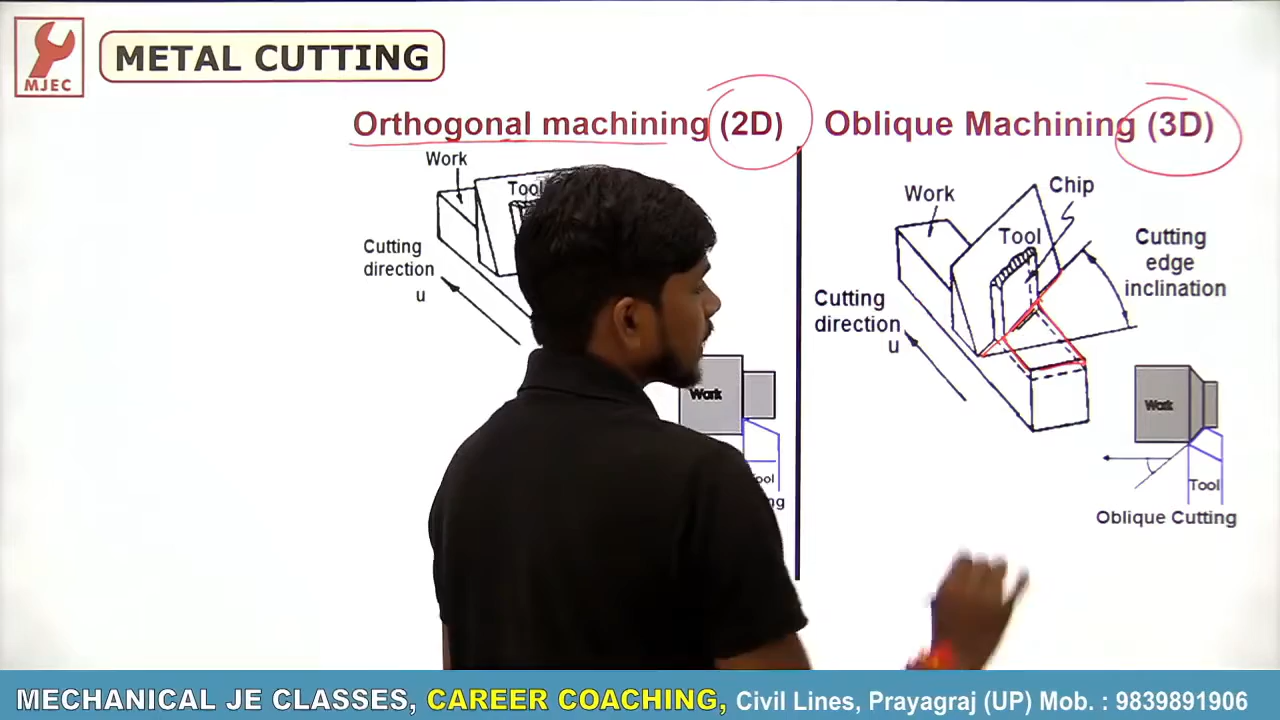 MJEC
METAL CUTTING
Orthogonal machining (2D)
Work
Tool
Cutting
direction
u
Work
Tool
Oblique Machining (3D)
Work
Chip
Tool
Cutting
edge
inclination
Cutting
direction
u
Work
Tool
Oblique Cutting
MECHANICAL JE CLASSES, CAREER COACHING, Civil Lines, Prayagraj (UP) Mob. : 9839891906